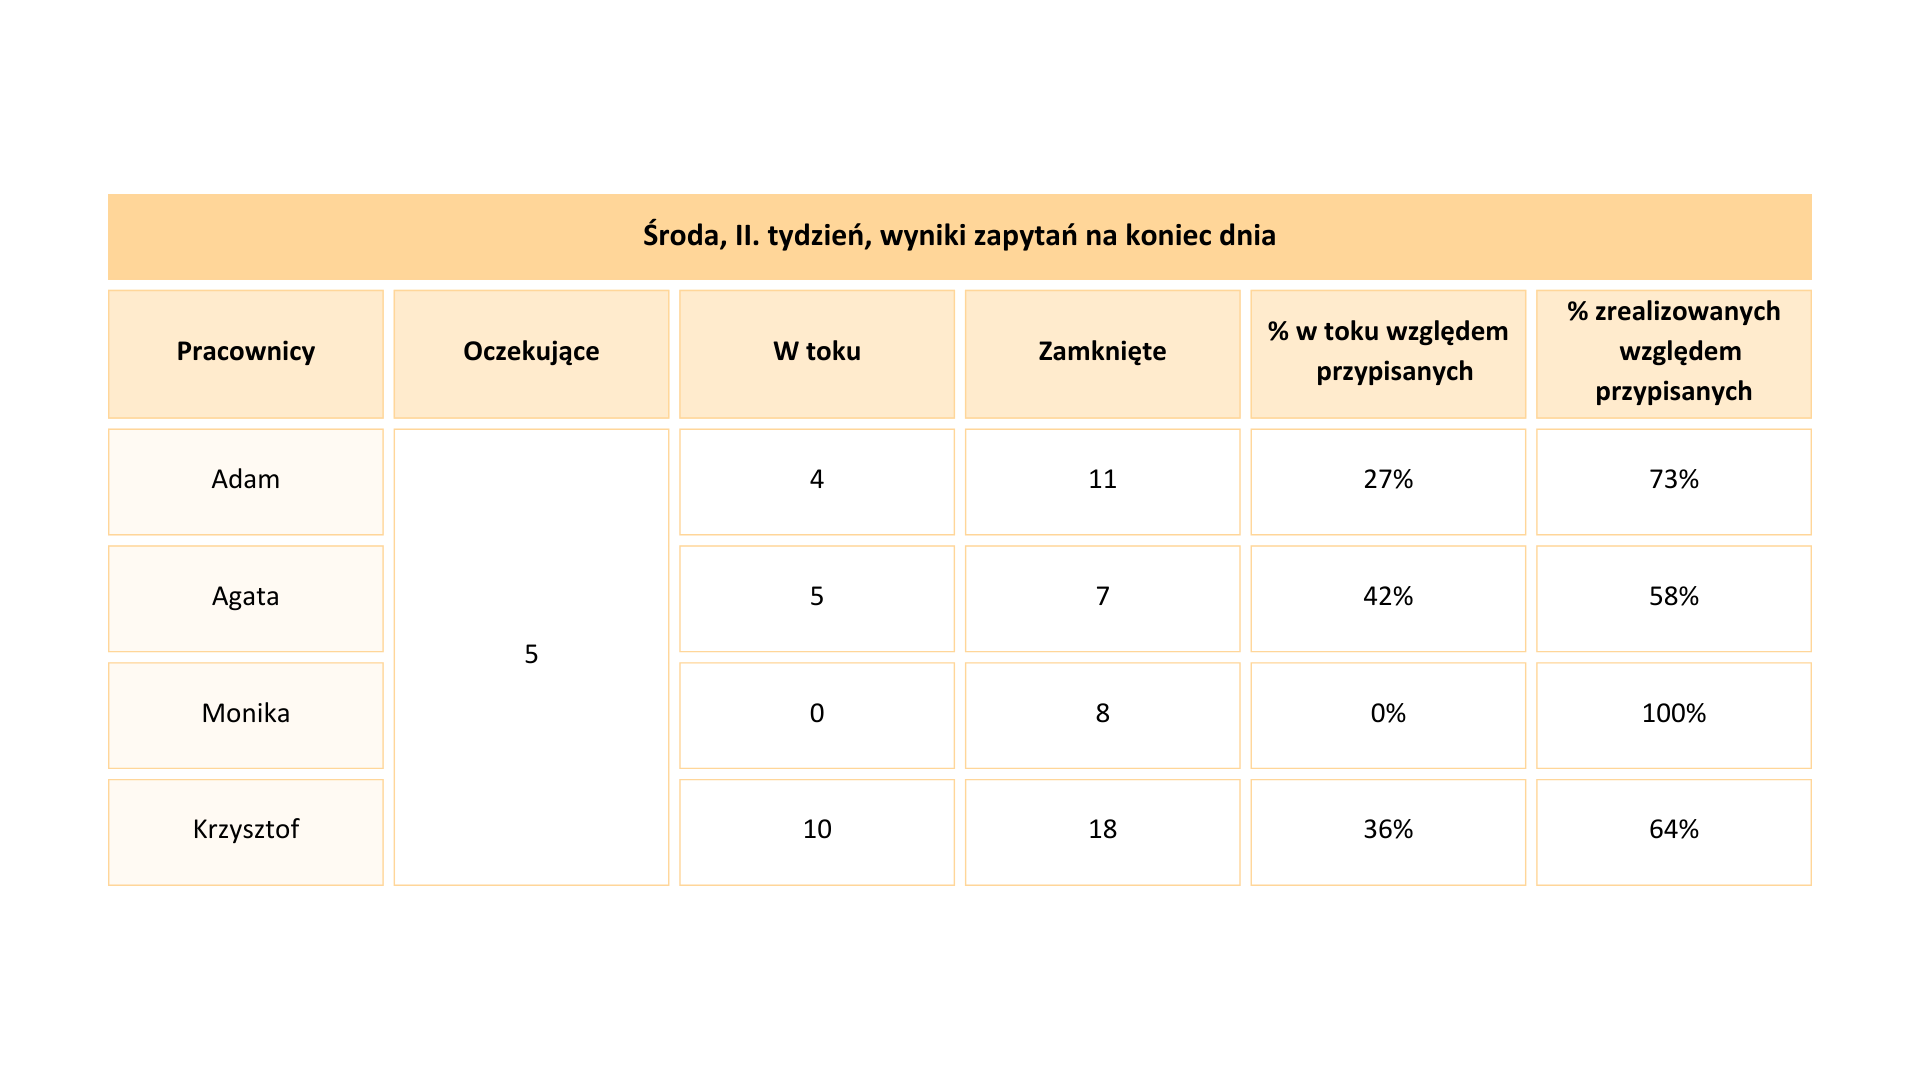 Środa, II. tydzień, wyniki zapytań na koniec dnia
Pracownicy
Oczekujące
W toku
Zamknięte
% w toku względem
przypisanych
% zrealizowanych
względem
przypisanych
Adam
5
4
11
27%
73%
Agata
5
7
42%
58%
Monika
0
8
0%
100%
Krzysztof
10
18
36%
64%